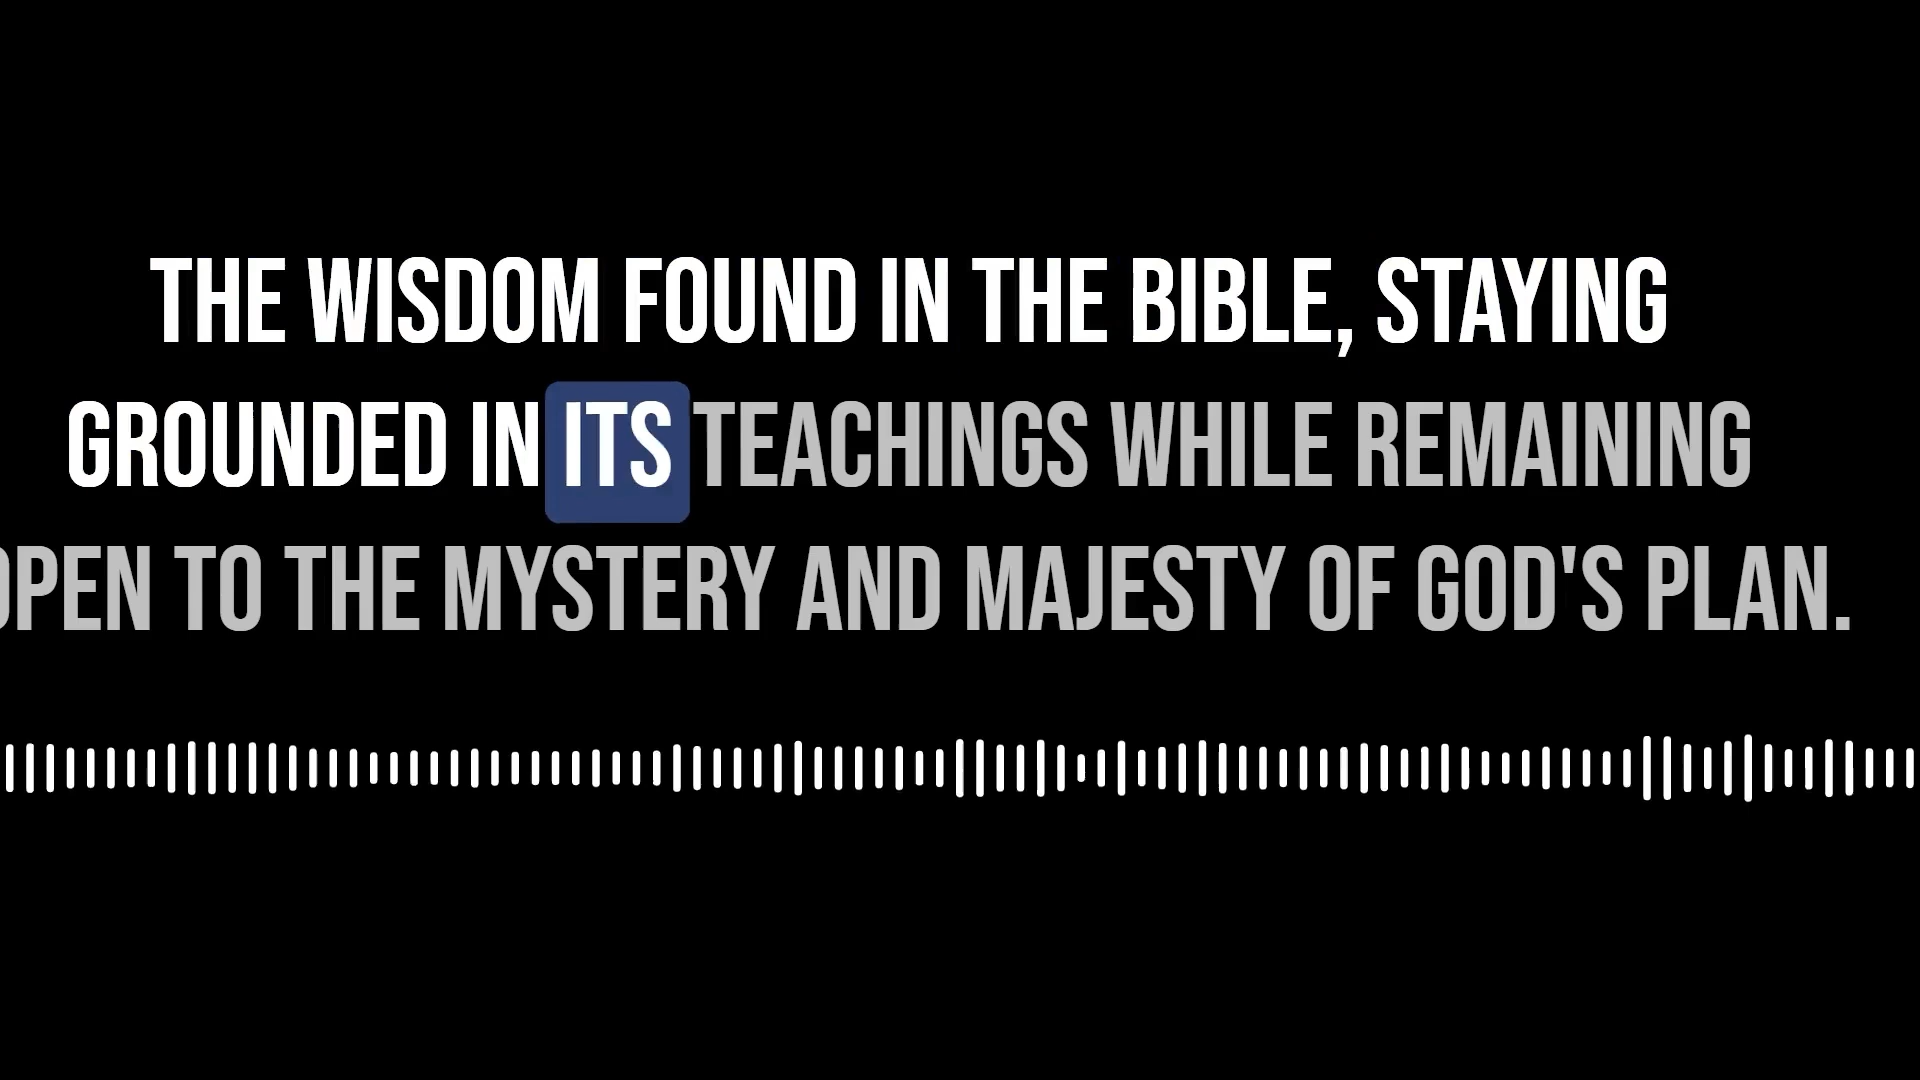 THE WISDOM FOUND IN THE BIBLE, STAYING
GROUNDED IN ITS TEACHINGS WHILE REMAINING
OPEN TO THE MYSTERY AND MAJESTY OF GOD'S PLAN.